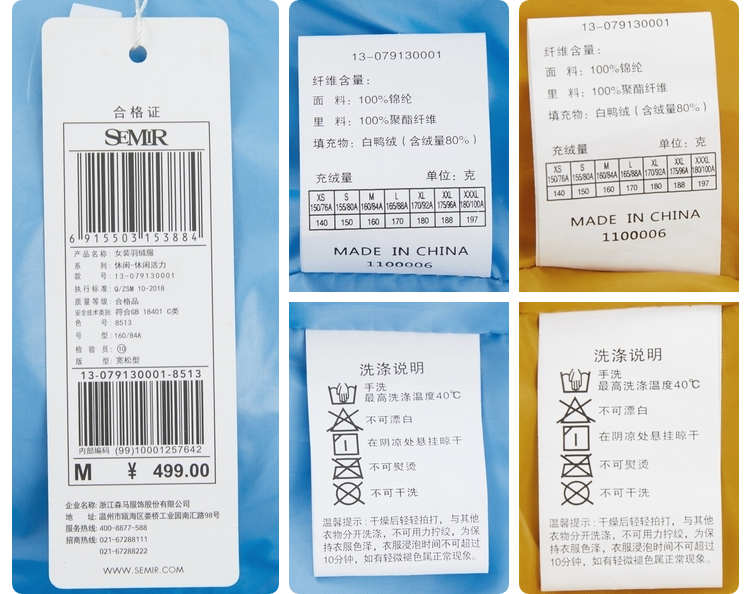 合格证
SEMIR
6 915503 153884
产品名称: 女装羽绒服
系 列: 休闲-休闲活力
款 号: 13-079130001
执行标准: Q/ZSM 10-2018
质量等级: 合格品
安全技术类别: 符合GB 18401 C类
色 号: 8513
号 型: 160/84A
检 验 员: ⑩
版 型: 宽松型
13-079130001-8513
内部编码 (99)10001257642
M ¥ 499.00
企业名称: 浙江森马服饰股份有限公司
地 址: 温州市瓯海区娄桥工业园南汇路98号
服务热线: 400-8877-588
招商热线: 021-67288111
021-67288222
WWW.SEMIR.COM
13-079130001
纤维含量:
面 料: 100%锦纶
里 料: 100%聚酯纤维
填充物: 白鸭绒(含绒量80%)
充绒量 单位: 克
XS S M L XL XXL XXXL
150/76A 155/80A 160/84A 165/88A 170/92A 175/96A 180/100A
140 150 160 170 180 188 197
MADE IN CHINA
1100006
13-079130001
纤维含量:
面 料: 100%锦纶
里 料: 100%聚酯纤维
填充物: 白鸭绒(含绒量80%)
充绒量 单位: 克
XS S M L XL XXL XXXL
150/76A 155/80A 160/84A 165/88A 170/92A 175/96A 180/100A
140 150 160 170 180 188 197
MADE IN CHINA
1100006
洗涤说明
手洗
最高洗涤温度40℃
不可漂白
在阴凉处悬挂晾干
不可熨烫
不可干洗
温馨提示: 干燥后轻轻拍打, 与其他
衣物分开洗涤, 不可用力拧绞, 为保
持衣服色泽, 衣服浸泡时间不可超过
10分钟, 如有轻微褪色属正常现象。
洗涤说明
手洗
最高洗涤温度40℃
不可漂白
在阴凉处悬挂晾干
不可熨烫
不可干洗
温馨提示: 干燥后轻轻拍打, 与其他
衣物分开洗涤, 不可用力拧绞, 为保
持衣服色泽, 衣服浸泡时间不可超过
10分钟, 如有轻微褪色属正常现象。